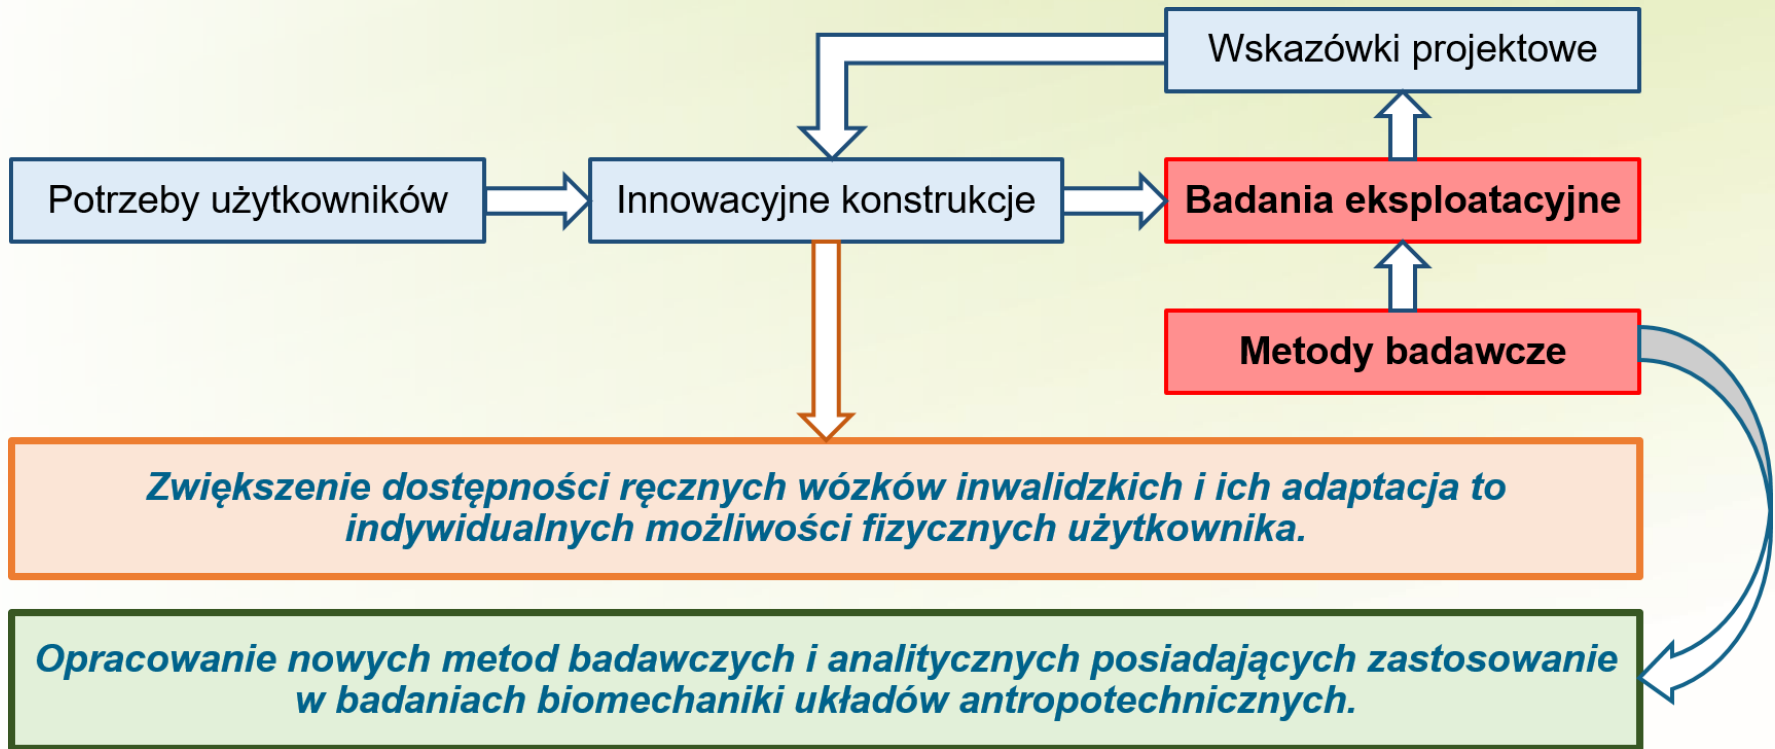 Wskazówki projektowe
Potrzeby użytkowników
Innowacyjne konstrukcje
Badania eksploatacyjne
Metody badawcze
Zwiększenie dostępności ręcznych wózków inwalidzkich i ich adaptacja to
indywidualnych możliwości fizycznych użytkownika.
Opracowanie nowych metod badawczych i analitycznych posiadających zastosowanie
w badaniach biomechaniki układów antropotechnicznych.